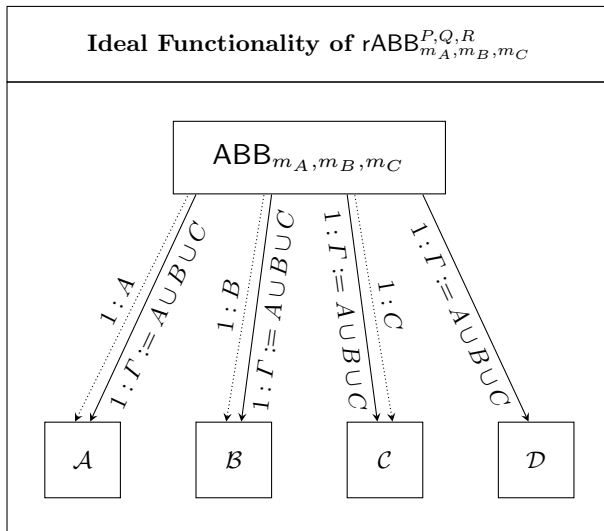 Ideal Functionality of rABB^{P,Q,R}_{m_A,m_B,m_C}
ABB_{m_A,m_B,m_C}
1 : A
1 : Γ := A∪B∪C
1 : B
1 : Γ := A∪B∪C
1 : Γ := A∪B∪C
1 : C
1 : Γ := A∪B∪C
𝒜
ℬ
𝒞
𝒟